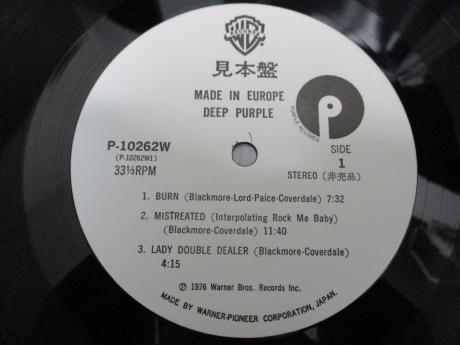 見本盤
MADE IN EUROPE
DEEP PURPLE
PURPLE RECORDS
P-10262W
(P-10262W1)
33⅓RPM
SIDE
1
STEREO (非売品)
1. BURN (Blackmore-Lord-Paice-Coverdale) 7:32
2. MISTREATED (Interpolating Rock Me Baby)
(Blackmore-Coverdale) 11:40
3. LADY DOUBLE DEALER (Blackmore-Coverdale)
4:15
Ⓟ 1976 Warner Bros. Records Inc.
MADE BY WARNER-PIONEER CORPORATION, JAPAN.